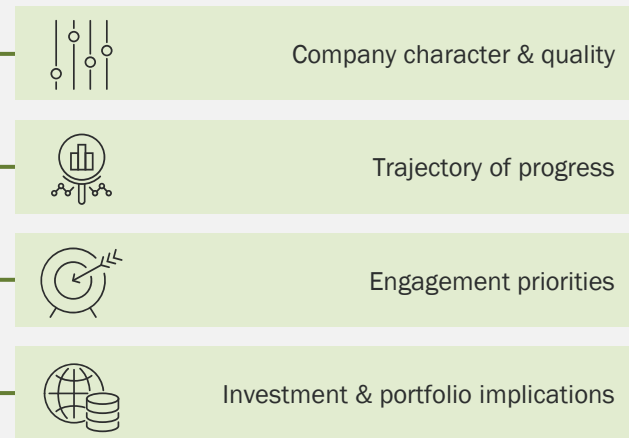 Company character & quality
Trajectory of progress
Engagement priorities
Investment & portfolio implications